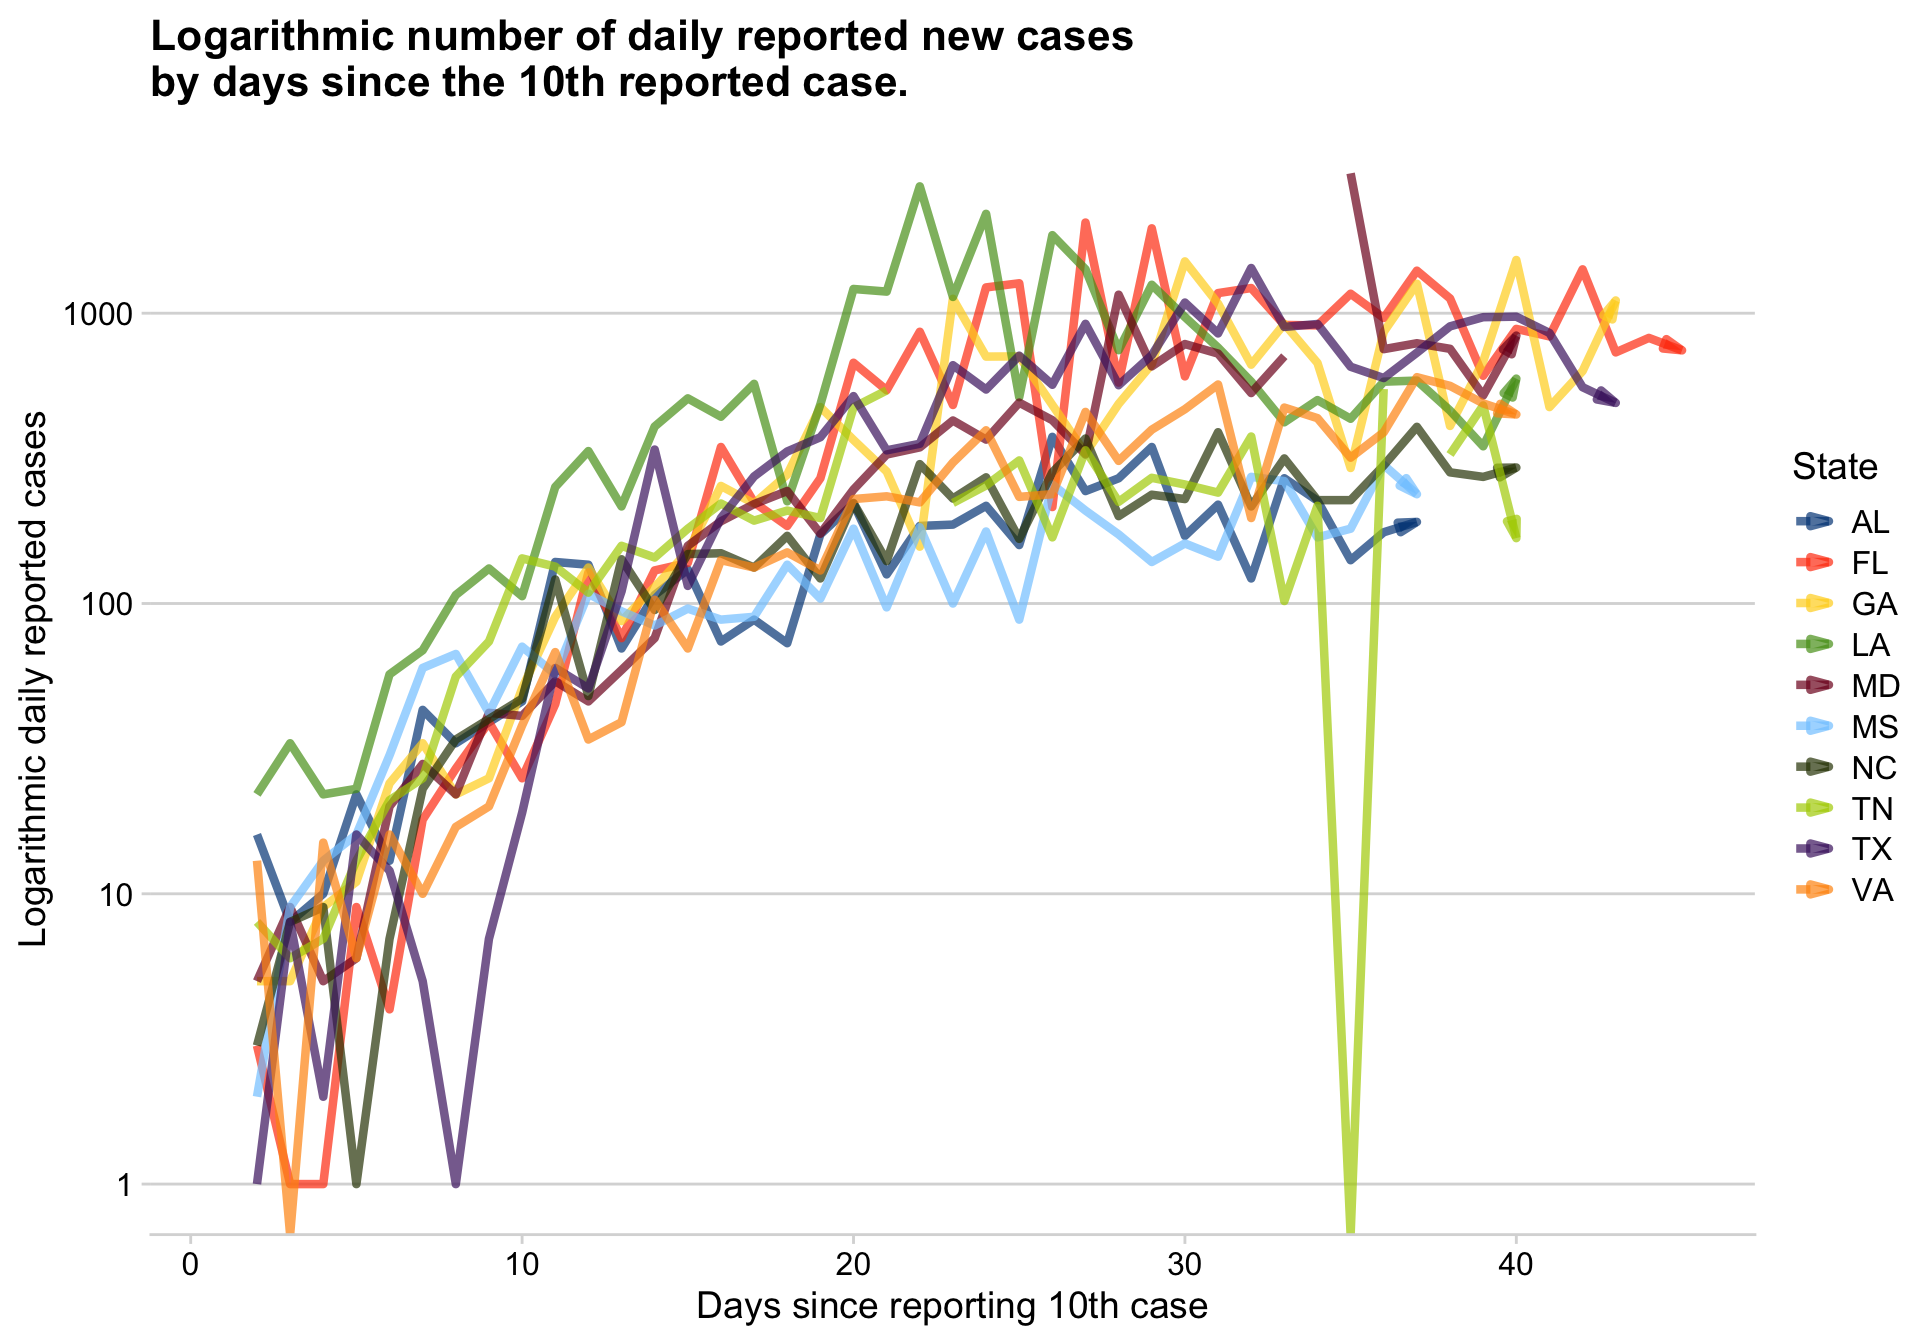 Logarithmic number of daily reported new cases
by days since the 10th reported case.
Logarithmic daily reported cases
1000
100
10
1
0
10
20
30
40
Days since reporting 10th case
State
AL
FL
GA
LA
MD
MS
NC
TN
TX
VA